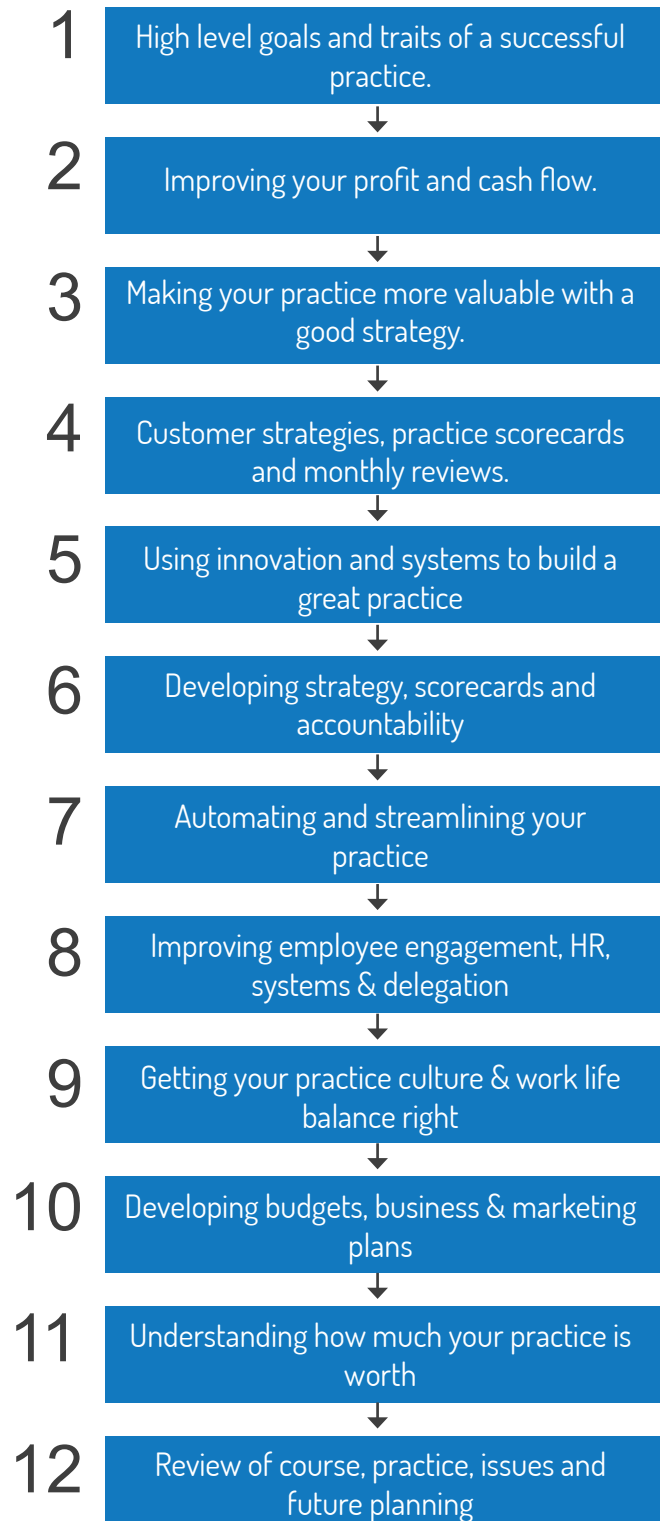 1
High level goals and traits of a successful
practice.
2
Improving your profit and cash flow.
3
Making your practice more valuable with a
good strategy.
4
Customer strategies, practice scorecards
and monthly reviews.
5
Using innovation and systems to build a
great practice
6
Developing strategy, scorecards and
accountability
7
Automating and streamlining your
practice
8
Improving employee engagement, HR,
systems & delegation
9
Getting your practice culture & work life
balance right
10
Developing budgets, business & marketing
plans
11
Understanding how much your practice is
worth
12
Review of course, practice, issues and
future planning